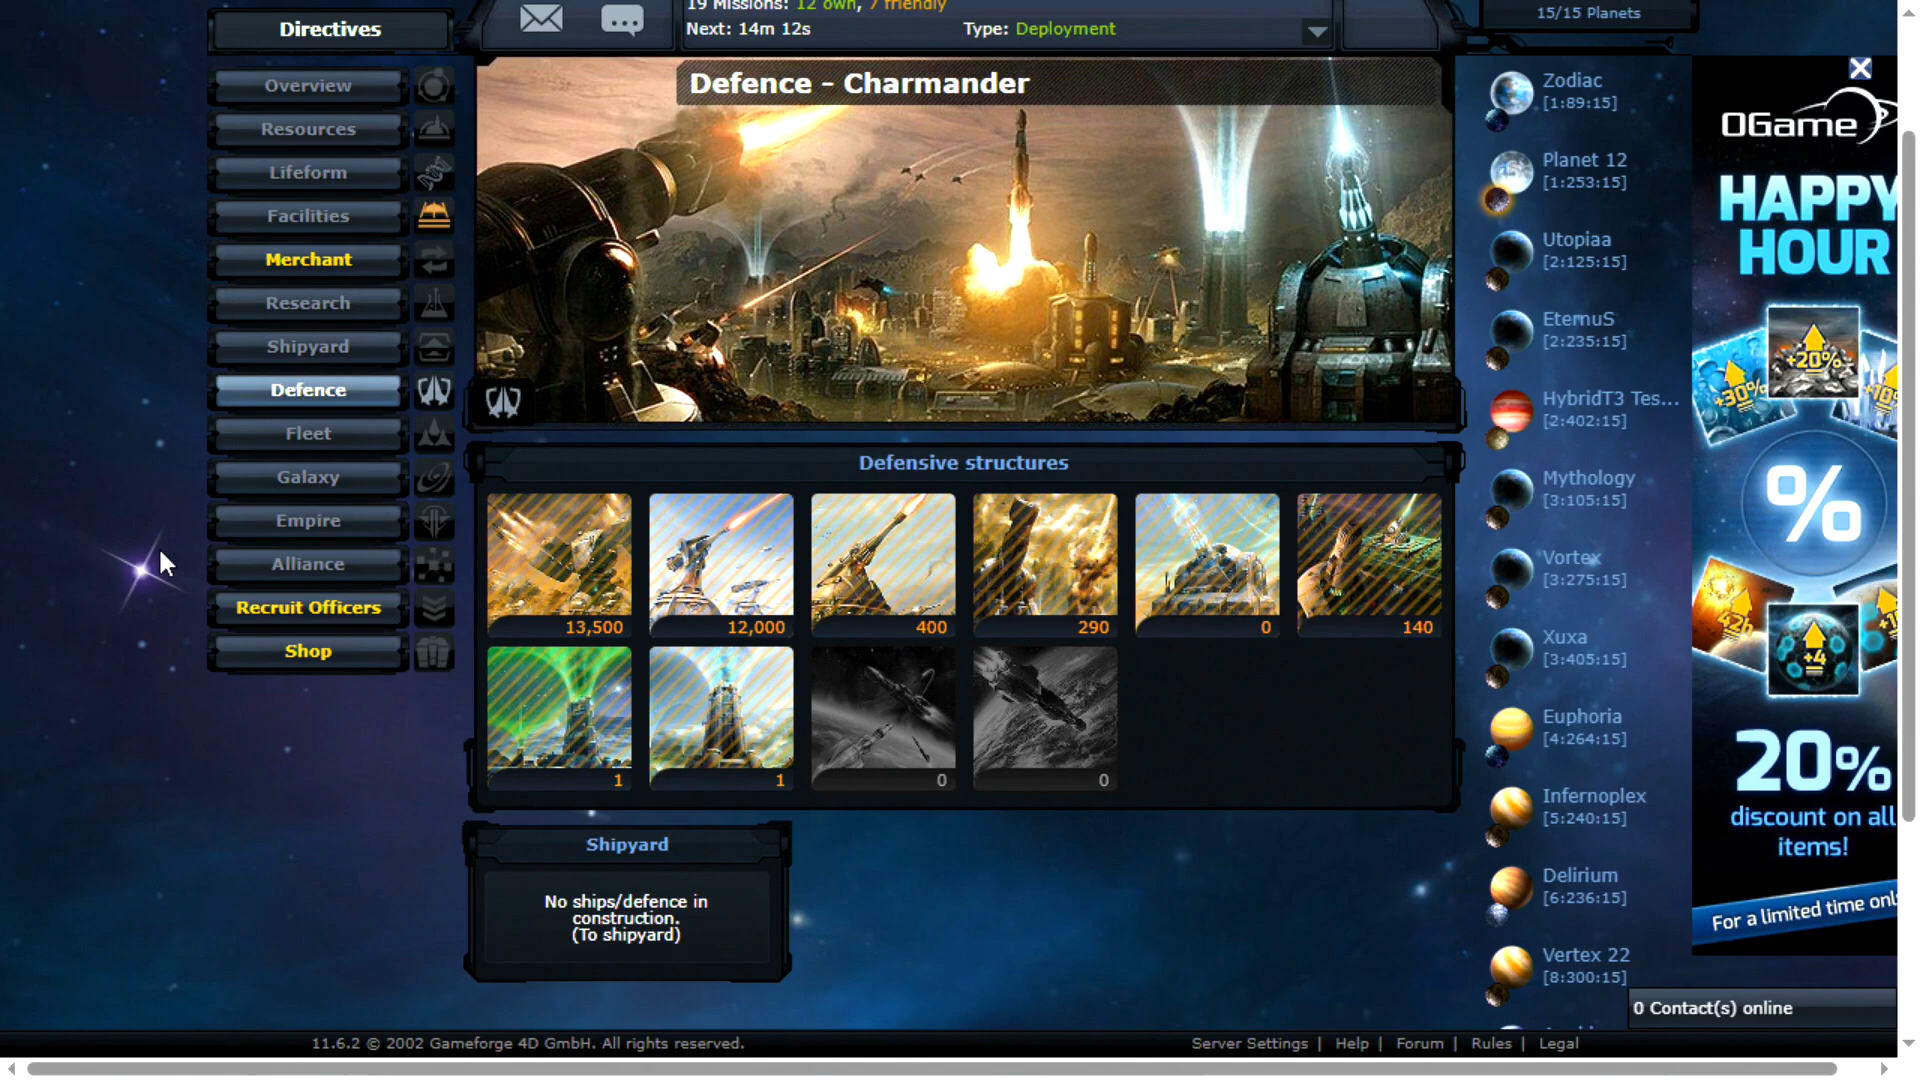 Directives
19 Missions: 12 own, 7 friendly
Next: 14m 12s
Type: Deployment
15/15 Planets
Overview
Resources
Lifeform
Facilities
Merchant
Research
Shipyard
Defence
Fleet
Galaxy
Empire
Alliance
Recruit Officers
Shop
Defence - Charmander
Defensive structures
13,500
12,000
400
290
0
140
1
1
0
0
Shipyard
No ships/defence in
construction.
(To shipyard)
Zodiac
[1:89:15]
Planet 12
[1:253:15]
Utopiaa
[2:125:15]
EternuS
[2:235:15]
HybridT3 Tes...
[2:402:15]
Mythology
[3:105:15]
Vortex
[3:275:15]
Xuxa
[3:405:15]
Euphoria
[4:264:15]
Infernoplex
[5:240:15]
Delirium
[6:236:15]
Vertex 22
[8:300:15]
OGame
HAPPY
HOUR
+30%
+20%
+10%
%
42h
+4
20%
discount on all
items!
For a limited time onl
0 Contact(s) online
11.6.2 © 2002 Gameforge 4D GmbH. All rights reserved.
Server Settings | Help | Forum | Rules | Legal